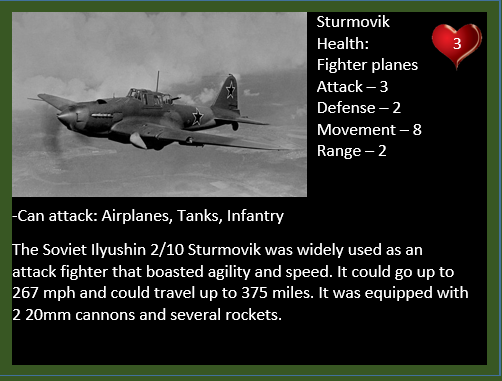 Sturmovik
Health: 3
Fighter planes
Attack – 3
Defense – 2
Movement – 8
Range – 2
-Can attack: Airplanes, Tanks, Infantry
The Soviet Ilyushin 2/10 Sturmovik was widely used as an
attack fighter that boasted agility and speed. It could go up to
267 mph and could travel up to 375 miles. It was equipped with
2 20mm cannons and several rockets.